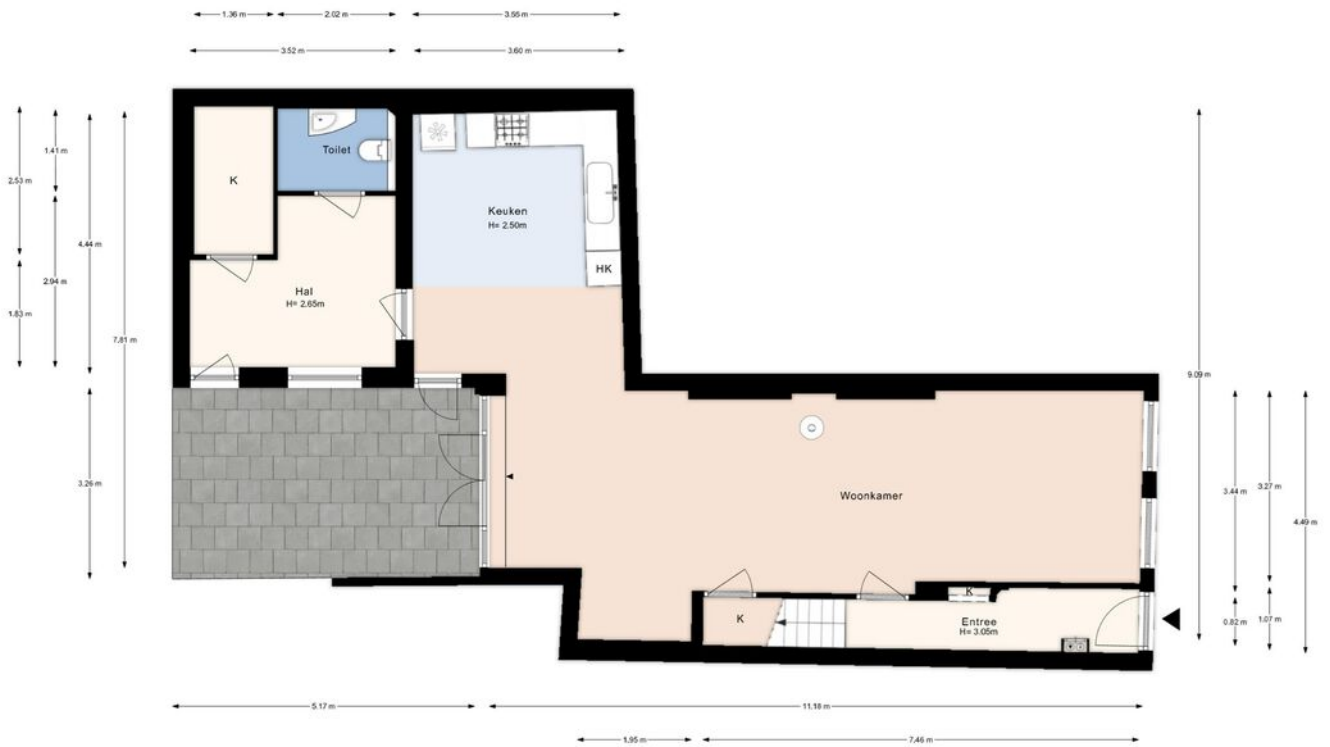 1.36 m
2.02 m
3.55 m
3.52 m
3.60 m
1.41 m
2.53 m
Toilet
K
Keuken
H= 2.50m
4.44 m
HK
2.94 m
Hal
H= 2.65m
1.83 m
7.81 m
9.09 m
3.26 m
3.44 m
3.27 m
4.49 m
Woonkamer
K
K
Entree
H= 3.05m
0.82 m
1.07 m
5.17 m
11.18 m
1.95 m
7.46 m